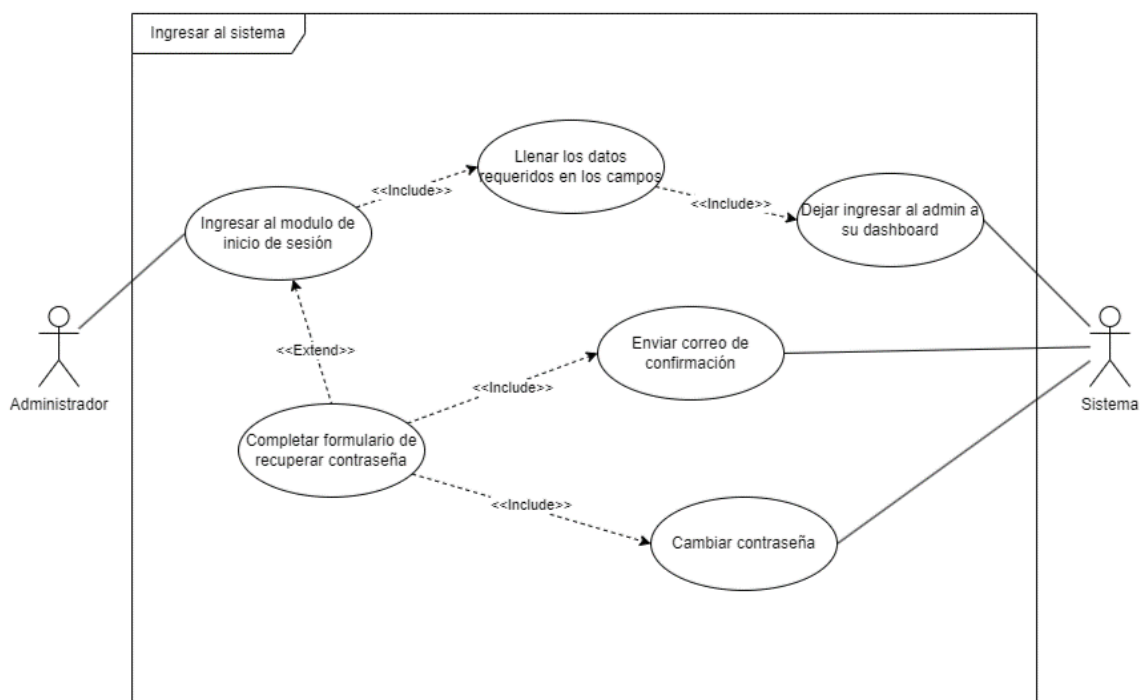 Ingresar al sistema
Llenar los datos
requeridos en los campos
<<Include>>
<<Include>>
Ingresar al modulo de
inicio de sesión
Dejar ingresar al admin a
su dashboard
<<Extend>>
Enviar correo de
confirmación
<<Include>>
Administrador
Sistema
Completar formulario de
recuperar contraseña
<<Include>>
Cambiar contraseña